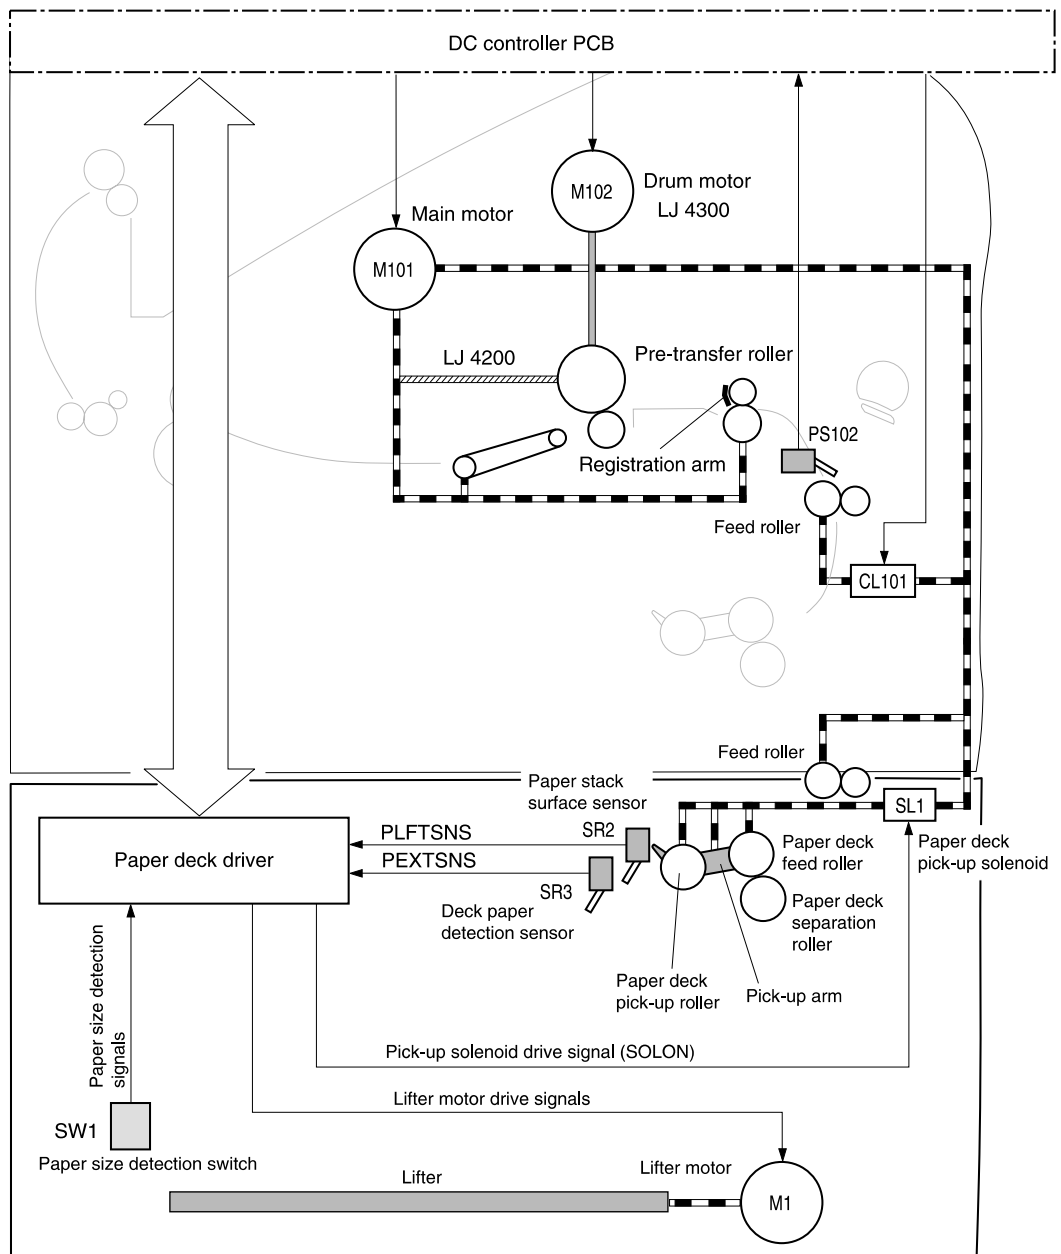 DC controller PCB
M102
Drum motor
LJ 4300
Main motor
M101
LJ 4200
Pre-transfer roller
PS102
Registration arm
Feed roller
CL101
Feed roller
Paper stack
surface sensor
SL1
Paper deck
pick-up solenoid
Paper deck driver
PLFTSNS
SR2
PEXTSNS
SR3
Deck paper
detection sensor
Paper deck
feed roller
Paper deck
separation
roller
Paper deck
pick-up roller
Pick-up arm
Paper size detection
signals
Pick-up solenoid drive signal (SOLON)
Lifter motor drive signals
SW1
Paper size detection switch
Lifter
Lifter motor
M1